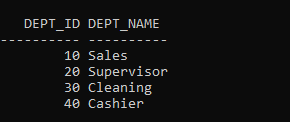 DEPT_ID DEPT_NAME
---------- ----------
10 Sales
20 Supervisor
30 Cleaning
40 Cashier